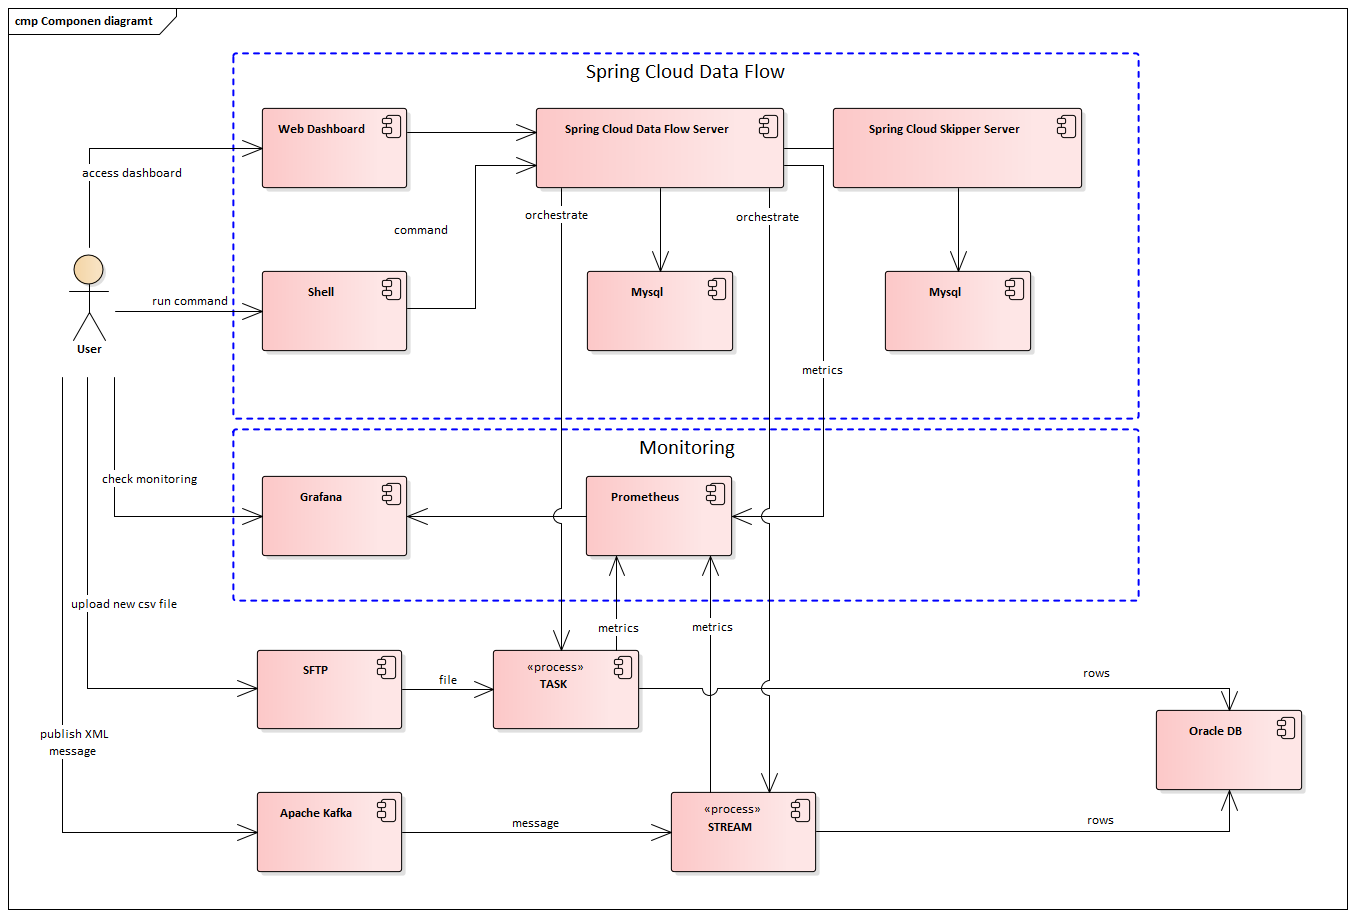 cmp Componen diagramt
Spring Cloud Data Flow
Web Dashboard
Spring Cloud Data Flow Server
Spring Cloud Skipper Server
access dashboard
orchestrate
orchestrate
command
Shell
Mysql
Mysql
run command
User
metrics
Monitoring
check monitoring
Grafana
Prometheus
upload new csv file
metrics
metrics
SFTP
file
«process»
TASK
rows
publish XML
message
Oracle DB
Apache Kafka
message
«process»
STREAM
rows